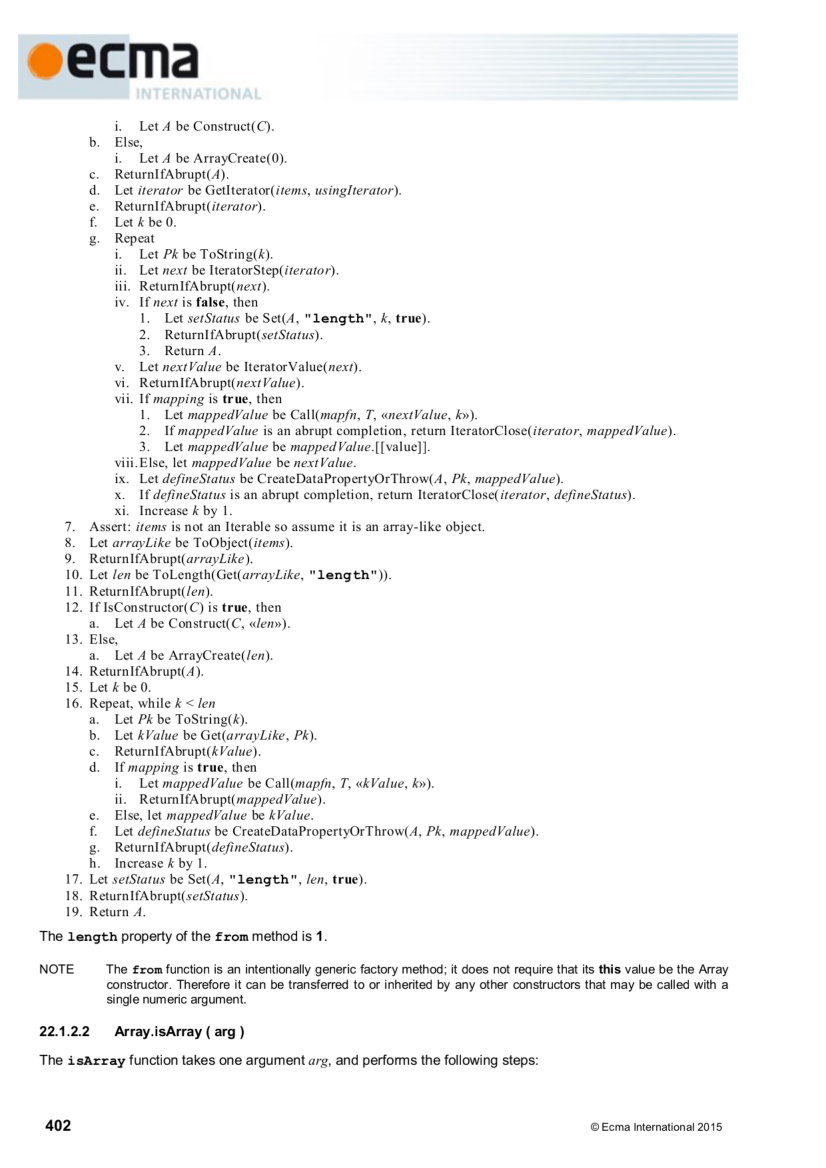 ecma
INTERNATIONAL
i. Let A be Construct(C).
b. Else,
i. Let A be ArrayCreate(0).
c. ReturnIfAbrupt(A).
d. Let iterator be GetIterator(items, usingIterator).
e. ReturnIfAbrupt(iterator).
f. Let k be 0.
g. Repeat
i. Let Pk be ToString(k).
ii. Let next be IteratorStep(iterator).
iii. ReturnIfAbrupt(next).
iv. If next is false, then
1. Let setStatus be Set(A, "length", k, true).
2. ReturnIfAbrupt(setStatus).
3. Return A.
v. Let nextValue be IteratorValue(next).
vi. ReturnIfAbrupt(nextValue).
vii. If mapping is true, then
1. Let mappedValue be Call(mapfn, T, «nextValue, k»).
2. If mappedValue is an abrupt completion, return IteratorClose(iterator, mappedValue).
3. Let mappedValue be mappedValue.[[value]].
viii. Else, let mappedValue be nextValue.
ix. Let defineStatus be CreateDataPropertyOrThrow(A, Pk, mappedValue).
x. If defineStatus is an abrupt completion, return IteratorClose(iterator, defineStatus).
xi. Increase k by 1.
7. Assert: items is not an Iterable so assume it is an array-like object.
8. Let arrayLike be ToObject(items).
9. ReturnIfAbrupt(arrayLike).
10. Let len be ToLength(Get(arrayLike, "length")).
11. ReturnIfAbrupt(len).
12. If IsConstructor(C) is true, then
a. Let A be Construct(C, «len»).
13. Else,
a. Let A be ArrayCreate(len).
14. ReturnIfAbrupt(A).
15. Let k be 0.
16. Repeat, while k < len
a. Let Pk be ToString(k).
b. Let kValue be Get(arrayLike, Pk).
c. ReturnIfAbrupt(kValue).
d. If mapping is true, then
i. Let mappedValue be Call(mapfn, T, «kValue, k»).
ii. ReturnIfAbrupt(mappedValue).
e. Else, let mappedValue be kValue.
f. Let defineStatus be CreateDataPropertyOrThrow(A, Pk, mappedValue).
g. ReturnIfAbrupt(defineStatus).
h. Increase k by 1.
17. Let setStatus be Set(A, "length", len, true).
18. ReturnIfAbrupt(setStatus).
19. Return A.
The length property of the from method is 1.
NOTE The from function is an intentionally generic factory method; it does not require that its this value be the Array
constructor. Therefore it can be transferred to or inherited by any other constructors that may be called with a
single numeric argument.
22.1.2.2 Array.isArray ( arg )
The isArray function takes one argument arg, and performs the following steps:
402
© Ecma International 2015